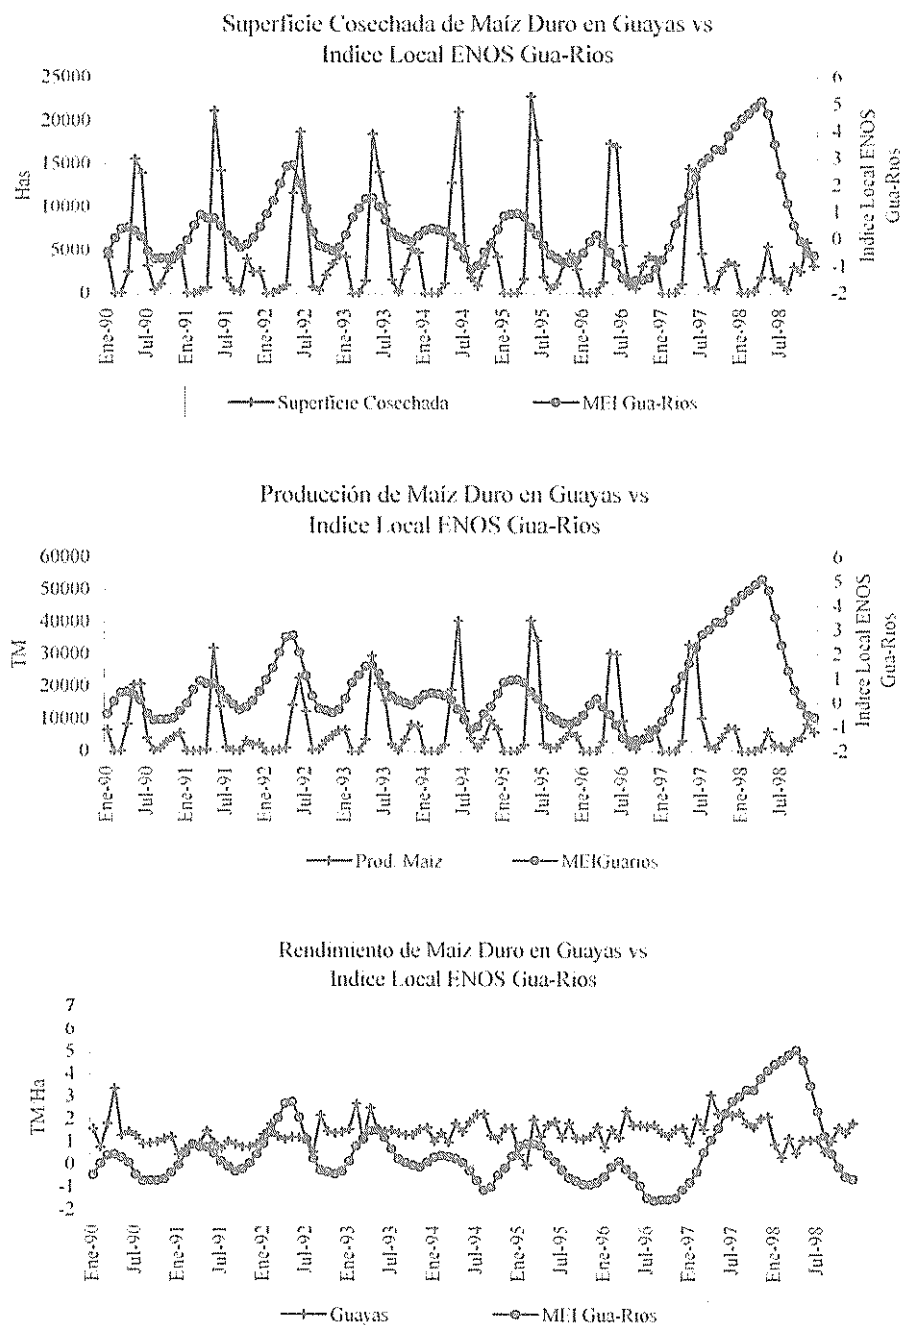 Superficie Cosechada de Maíz Duro en Guayas vs
Indice Local ENOS Gua-Rios
25000
20000
15000
10000
5000
0
Has
6
5
4
3
2
1
0
-1
-2
Indice Local ENOS
Gua-Rios
Ene-90
Jul-90
Ene-91
Jul-91
Ene-92
Jul-92
Ene-93
Jul-93
Ene-94
Jul-94
Ene-95
Jul-95
Ene-96
Jul-96
Ene-97
Jul-97
Ene-98
Jul-98
Superficie Cosechada
MEI Gua-Rios
Producción de Maíz Duro en Guayas vs
Indice Local ENOS Gua-Rios
60000
50000
40000
30000
20000
10000
0
TM
6
5
4
3
2
1
0
-1
-2
Indice Local ENOS
Gua-Rios
Ene-90
Jul-90
Ene-91
Jul-91
Ene-92
Jul-92
Ene-93
Jul-93
Ene-94
Jul-94
Ene-95
Jul-95
Ene-96
Jul-96
Ene-97
Jul-97
Ene-98
Jul-98
Prod. Maiz
MEIGuarios
Rendimiento de Maiz Duro en Guayas vs
Indice Local ENOS Gua-Rios
7
6
5
4
3
2
1
0
-1
-2
TM Ha
Ene-90
Jul-90
Ene-91
Jul-91
Ene-92
Jul-92
Ene-93
Jul-93
Ene-94
Jul-94
Ene-95
Jul-95
Ene-96
Jul-96
Ene-97
Jul-97
Ene-98
Jul-98
Guayas
MEI Gua-Rios